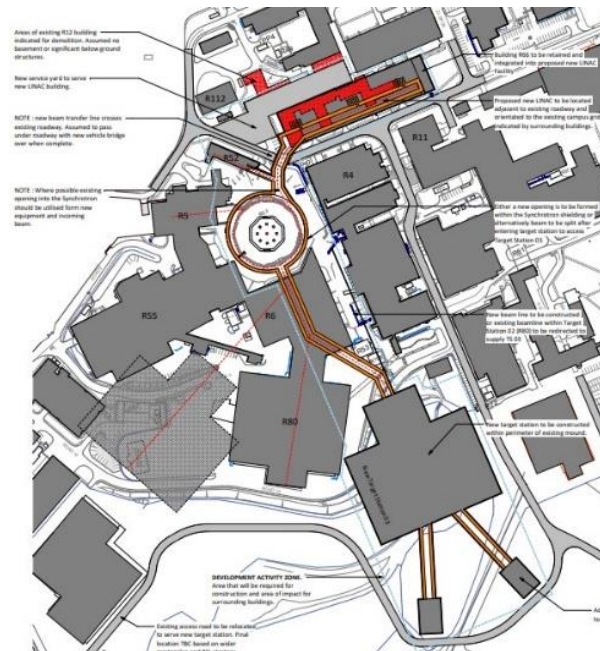 Areas of existing R12 building
indicated for demolition. Assumed no
basement or significant below ground
structures.
New service yard to serve
new LINAC building.
NOTE : new beam transfer line crosses
existing roadway. Assumed to pass
under roadway with new vehicle bridge
over when complete.
NOTE : Where possible existing
opening into the Synchrotron
should be utilised form new
equipment and incoming
beam.
Building R66 to be retained and
integrated into proposed new LINAC
Facility
Proposed new LINAC to be located
adjacent to existing roadway and
orientated to the existing campus grid
indicated by surrounding buildings.
R112
R52
R11
R4
R5
Either a new opening is to be formed
within the Synchrotron shielding or
alternatively beam to be split after
entering target station to access
Target Station
R55
R6
R80
New beam line to be constructed
or existing beamline within Target
Station (R80) to be redirected to
supply TS
New target station to be constructed
within perimeter of existing mound.
DEVELOPMENT ACTIVITY ZONE.
Area that will be required for
construction and area of impact for
surrounding buildings.
Existing access road to be relocated
to serve new target station. Final
location TBC based on wider